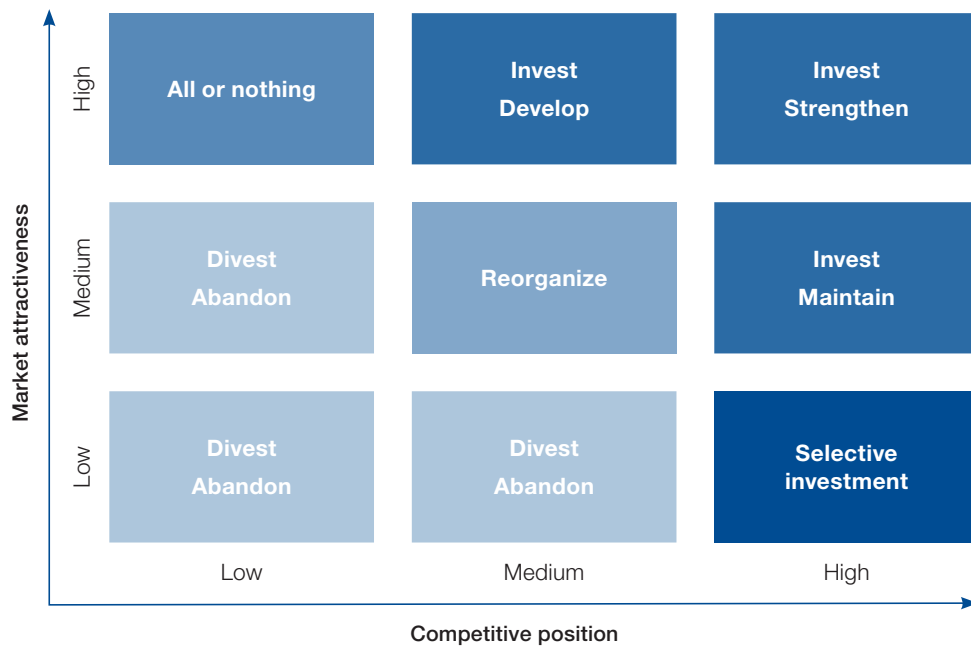 Market attractiveness
High
All or nothing
Invest
Develop
Invest
Strengthen
Medium
Divest
Abandon
Reorganize
Invest
Maintain
Low
Divest
Abandon
Divest
Abandon
Selective
investment
Low
Medium
High
Competitive position